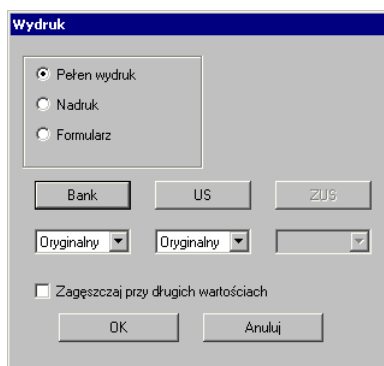 Wydruk
Pełen wydruk
Nadruk
Formularz
Bank US ZUS
Oryginalny Oryginalny
Zagęszczaj przy długich wartościach
OK Anuluj